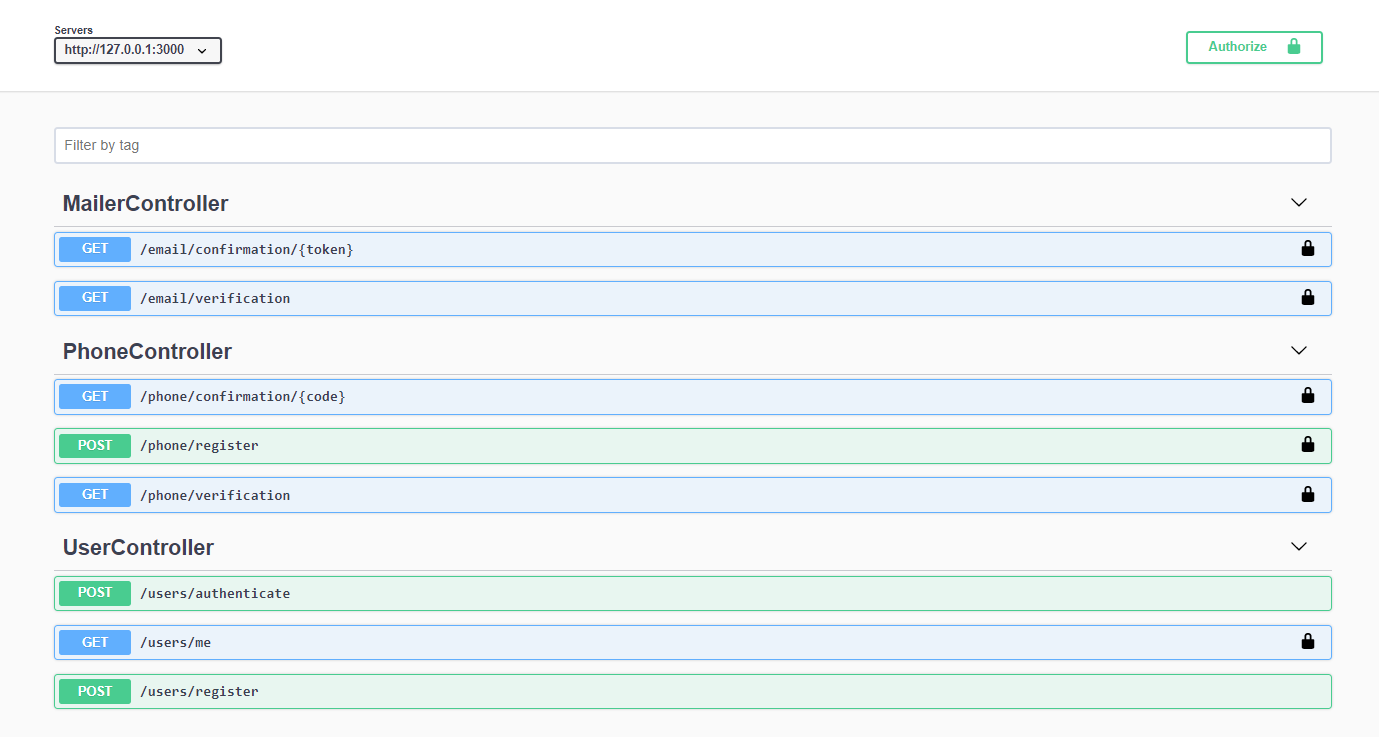 Servers
http://127.0.0.1:3000
Authorize
Filter by tag
MailerController
GET /email/confirmation/{token}
GET /email/verification
PhoneController
GET /phone/confirmation/{code}
POST /phone/register
GET /phone/verification
UserController
POST /users/authenticate
GET /users/me
POST /users/register